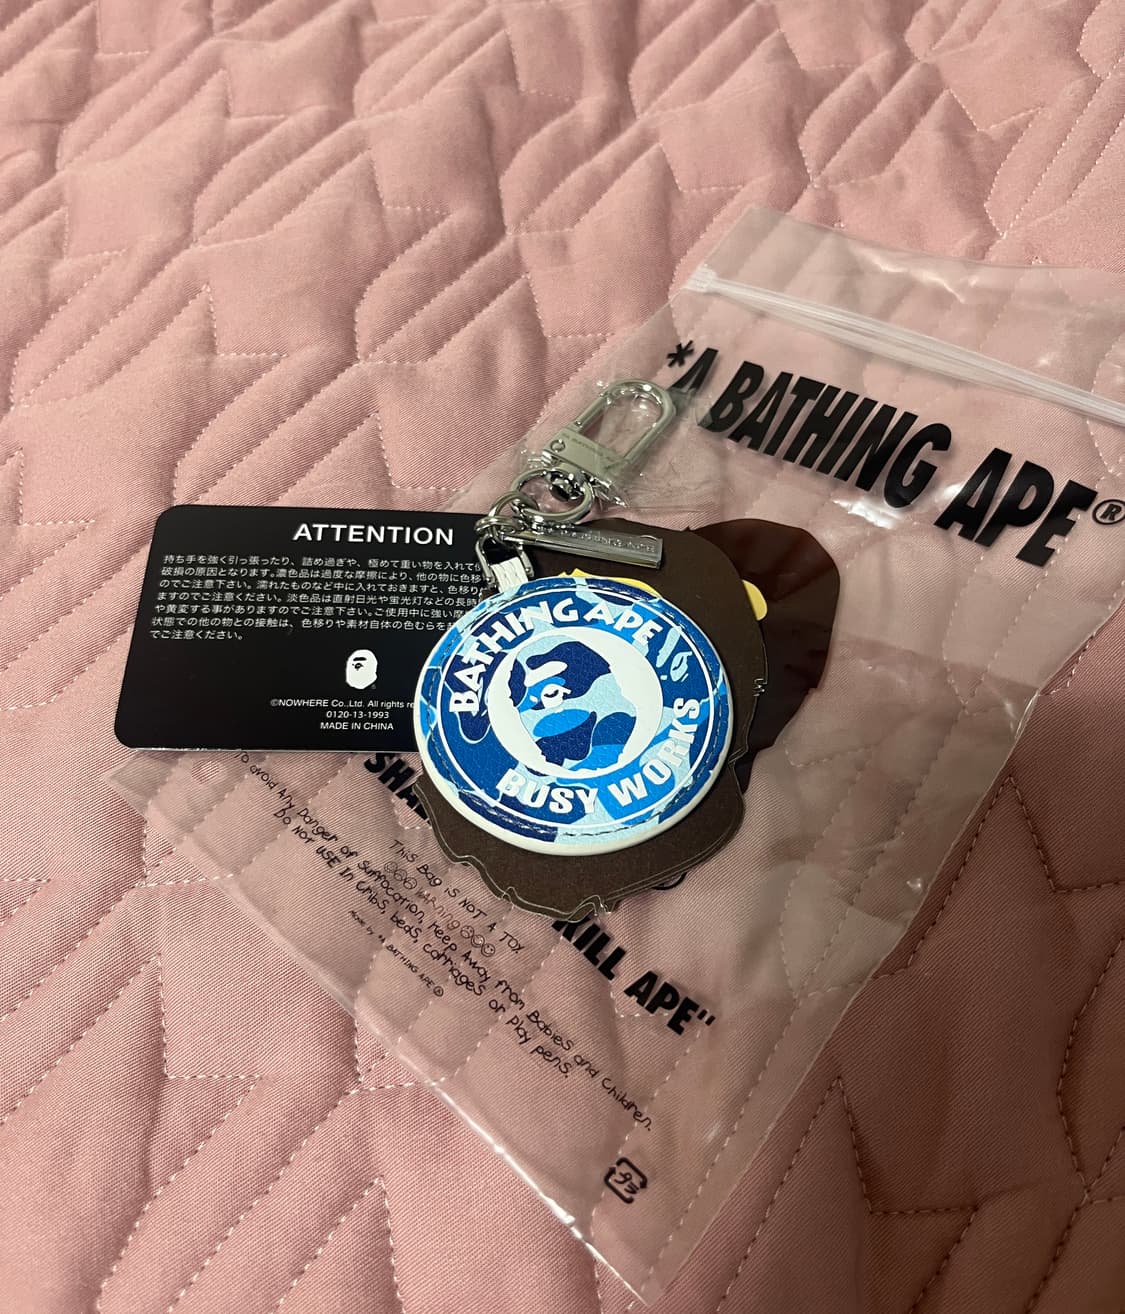 *A BATHING APE®
ATTENTION
持ち手を強く引っ張ったり、詰め過ぎや、極めて重い物を入れて
破損の原因となります。濃色品は過度な摩擦により、他の物に色移
のでご注意下さい。濡れたものなど中に入れておきますと、色移り
ますのでご注意下さい。淡色品は直射日光や蛍光灯などの長時
や黄変する事がありますのでご注意下さい。ご使用中に強い摩
状態での他の物との接触は、色移りや素材自体の色むらを
でご注意ください。
©NOWHERE Co.,Ltd. All rights re
0120-13-1993
MADE IN CHINA
BATHING APE
BUSY WORKS
KILL APE"
This Bag is NOT A TOY
WARNING
To avoid Any Danger of Suffocation, Keep Away from Babies and Children.
Do NOT USE In Cribs, beds, carriages or play pens.
Made by *A BATHING APE®